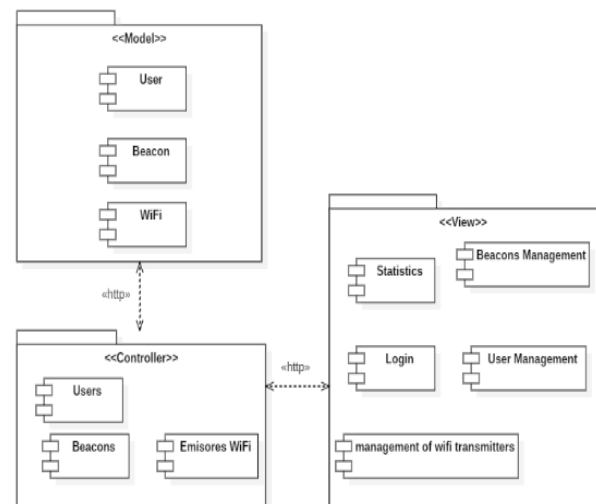 <<Model>>
User
Beacon
WiFi
«http»
<<Controller>>
Users
Beacons
Emisores WiFi
«http»
<<View>>
Statistics
Beacons Management
Login
User Management
management of wifi transmitters